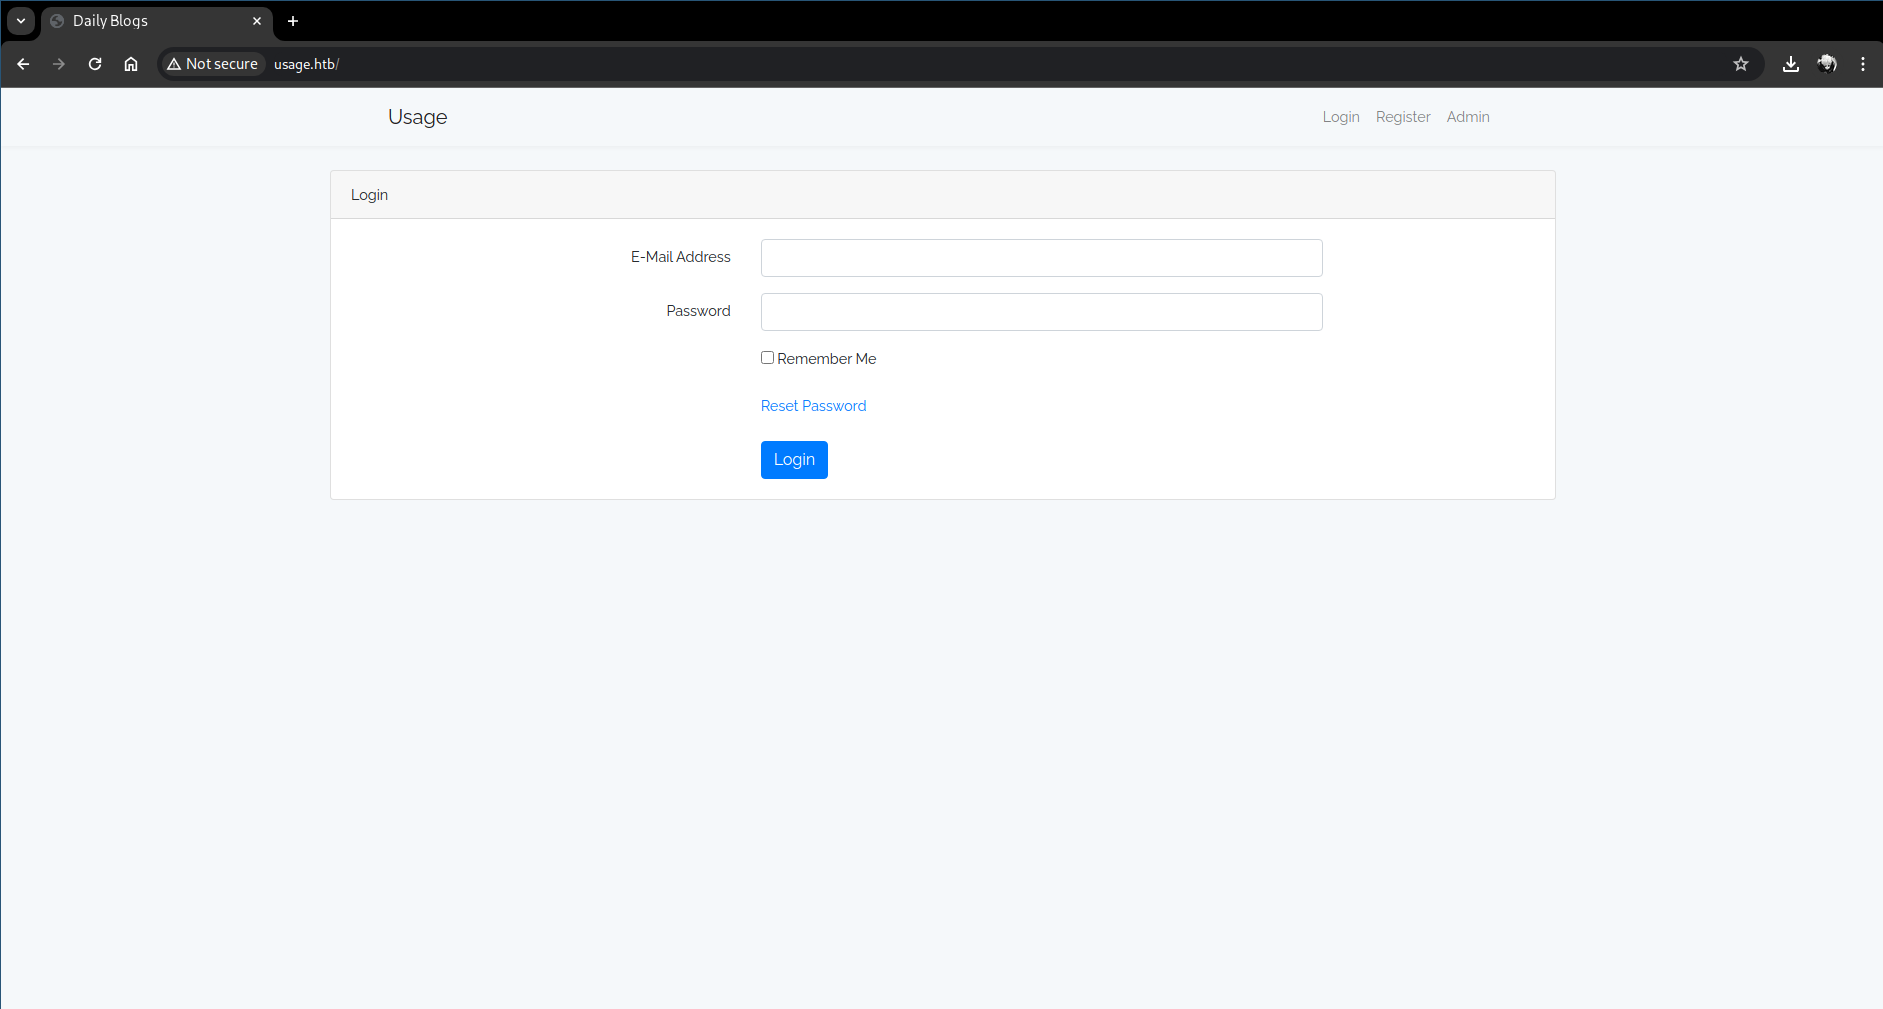 Daily Blogs
Not secure usage.htb/
Usage Login Register Admin
Login
E-Mail Address
Password
Remember Me
Reset Password
Login